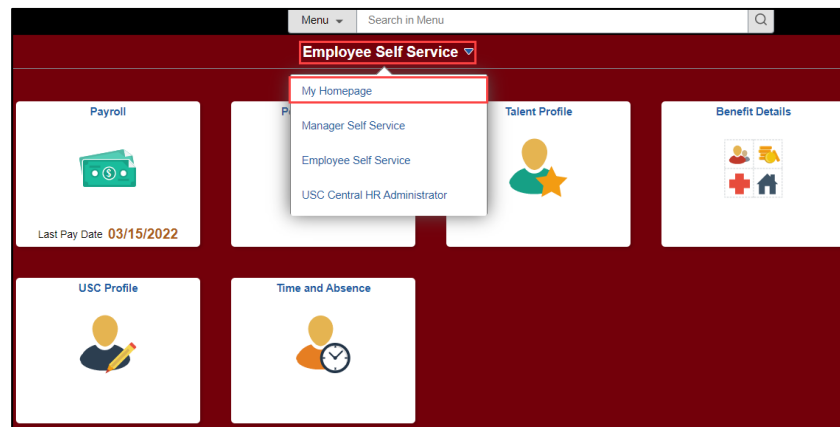 Menu
Search in Menu
Employee Self Service
My Homepage
Manager Self Service
Employee Self Service
USC Central HR Administrator
Payroll
Talent Profile
Benefit Details
Last Pay Date 03/15/2022
USC Profile
Time and Absence